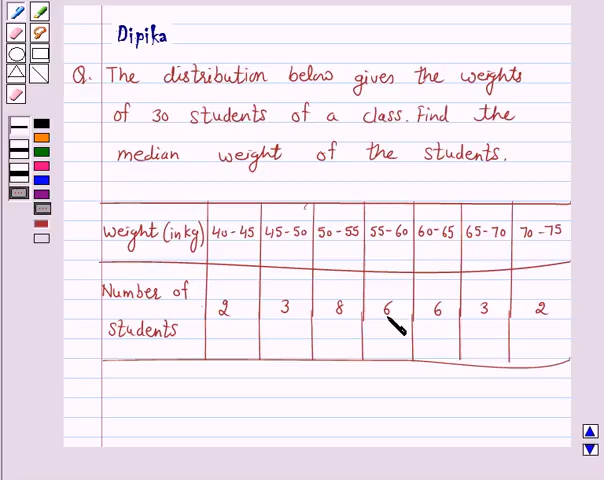 Dipika
Q. The distribution below gives the weights
of 30 students of a class. Find the
median weight of the students.
Weight (in kg) 40-45 45-50 50-55 55-60 60-65 65-70 70-75
Number of
students 2 3 8 6 6 3 2